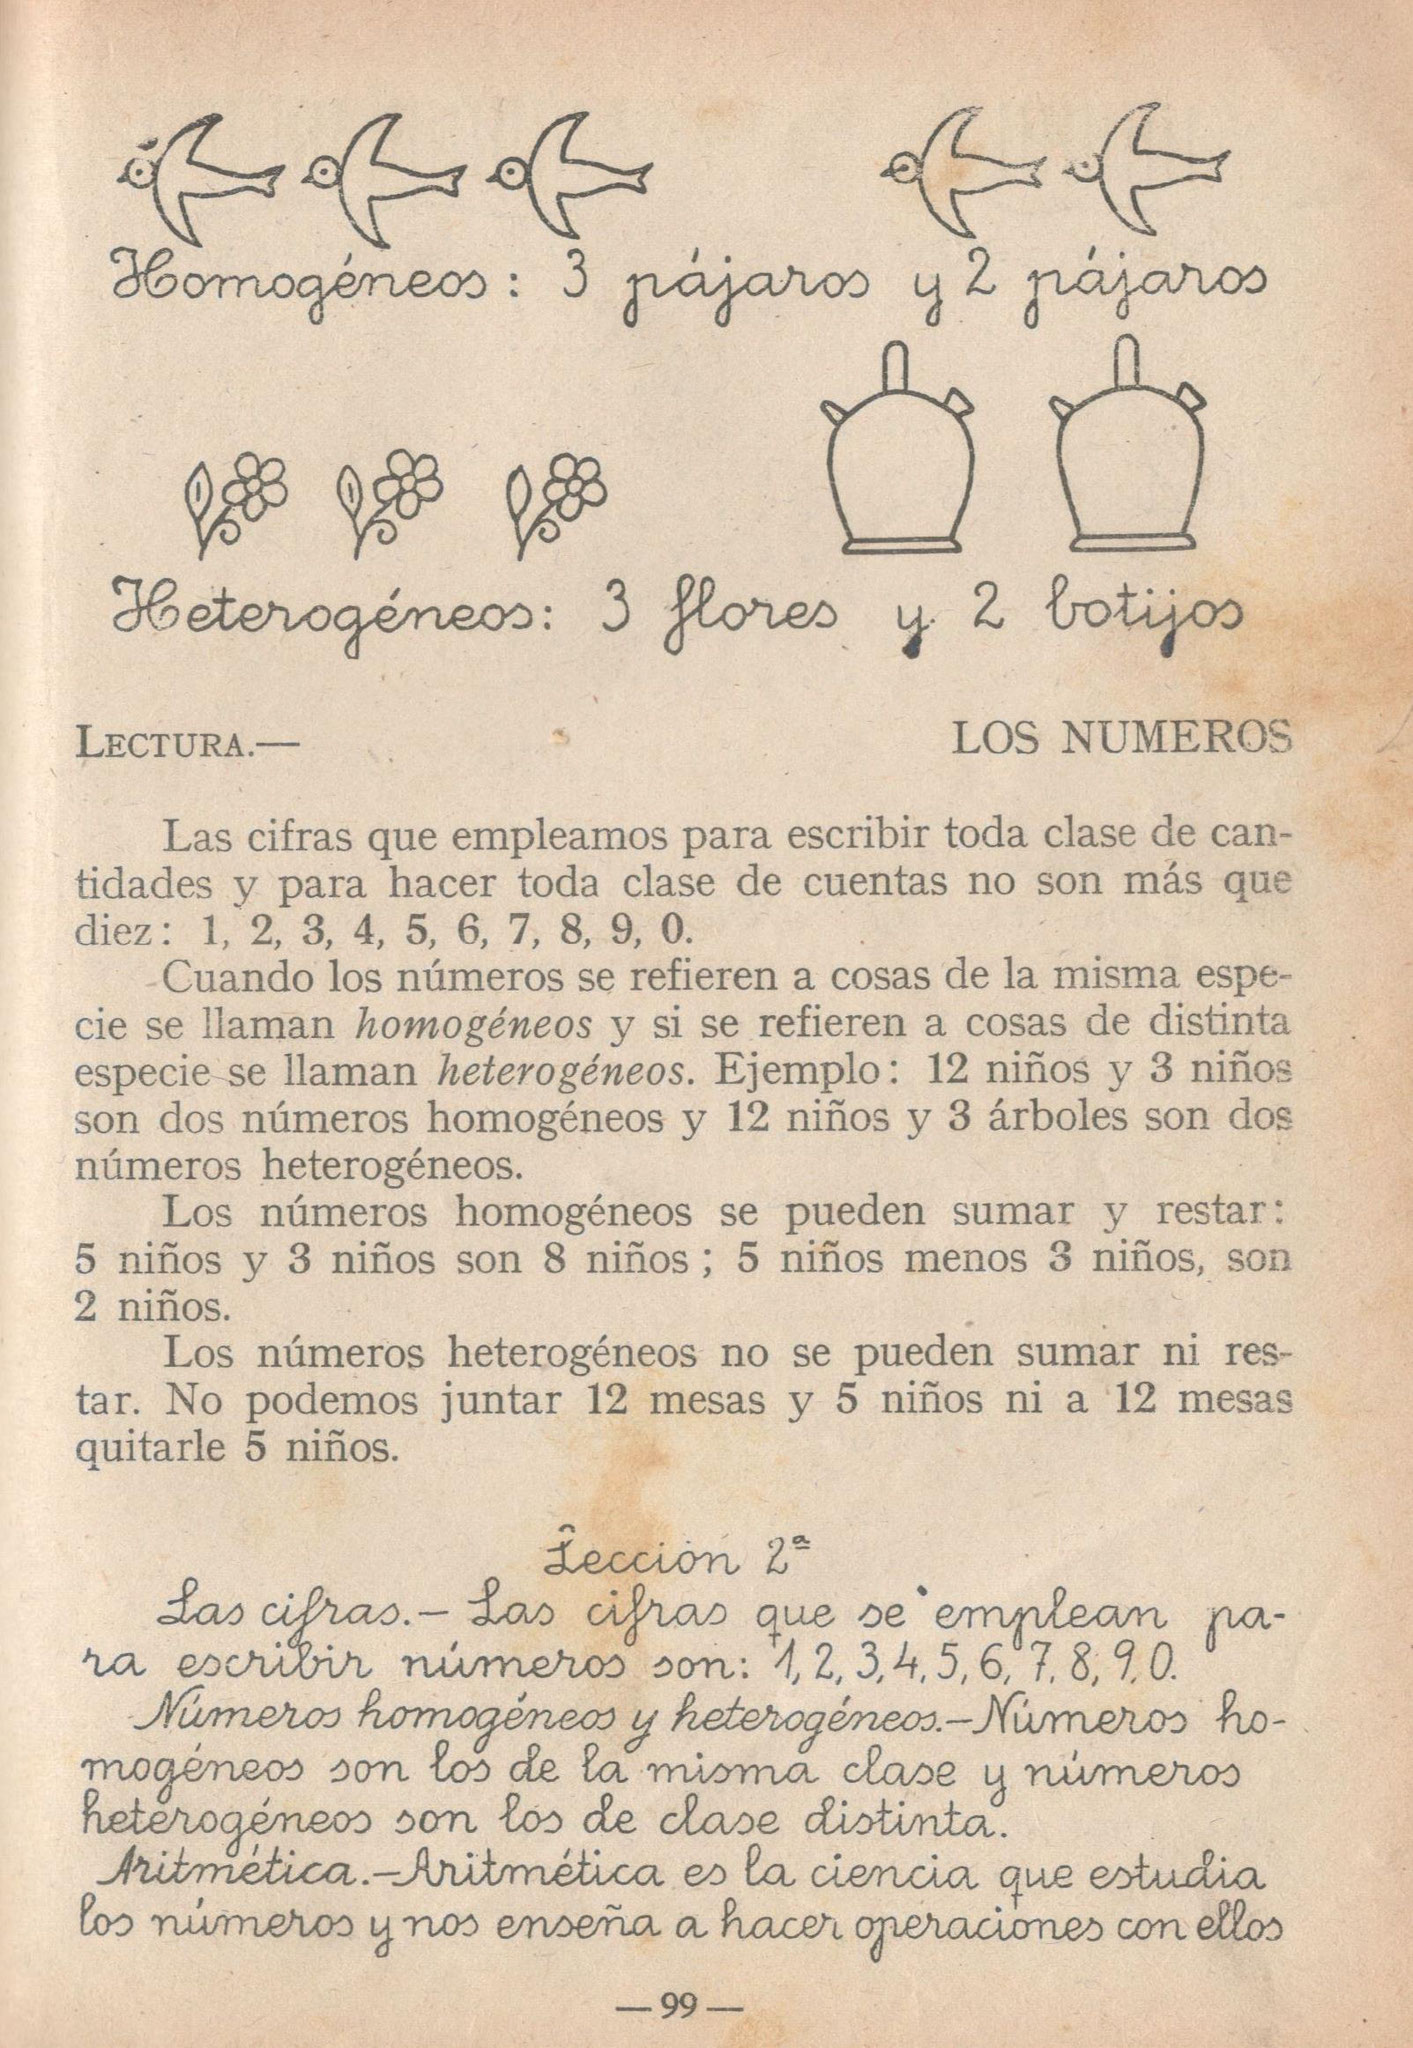 Homogéneos: 3 pájaros y 2 pájaros
Heterogéneos: 3 flores y 2 botijos
LECTURA.— LOS NUMEROS
Las cifras que empleamos para escribir toda clase de can-
tidades y para hacer toda clase de cuentas no son más que
diez: 1, 2, 3, 4, 5, 6, 7, 8, 9, 0.
Cuando los números se refieren a cosas de la misma espe-
cie se llaman homogéneos y si se refieren a cosas de distinta
especie se llaman heterogéneos. Ejemplo: 12 niños y 3 niños
son dos números homogéneos y 12 niños y 3 árboles son dos
números heterogéneos.
Los números homogéneos se pueden sumar y restar:
5 niños y 3 niños son 8 niños; 5 niños menos 3 niños, son
2 niños.
Los números heterogéneos no se pueden sumar ni res-
tar. No podemos juntar 12 mesas y 5 niños ni a 12 mesas
quitarle 5 niños.
Lección 2ª
Las cifras.— Las cifras que se emplean pa-
ra escribir números son: 1, 2, 3, 4, 5, 6, 7, 8, 9, 0.
Números homogéneos y heterogéneos.—Números ho-
mogéneos son los de la misma clase y números
heterogéneos son los de clase distinta.
Aritmética.—Aritmética es la ciencia que estudia
los números y nos enseña a hacer operaciones con ellos
— 99 —